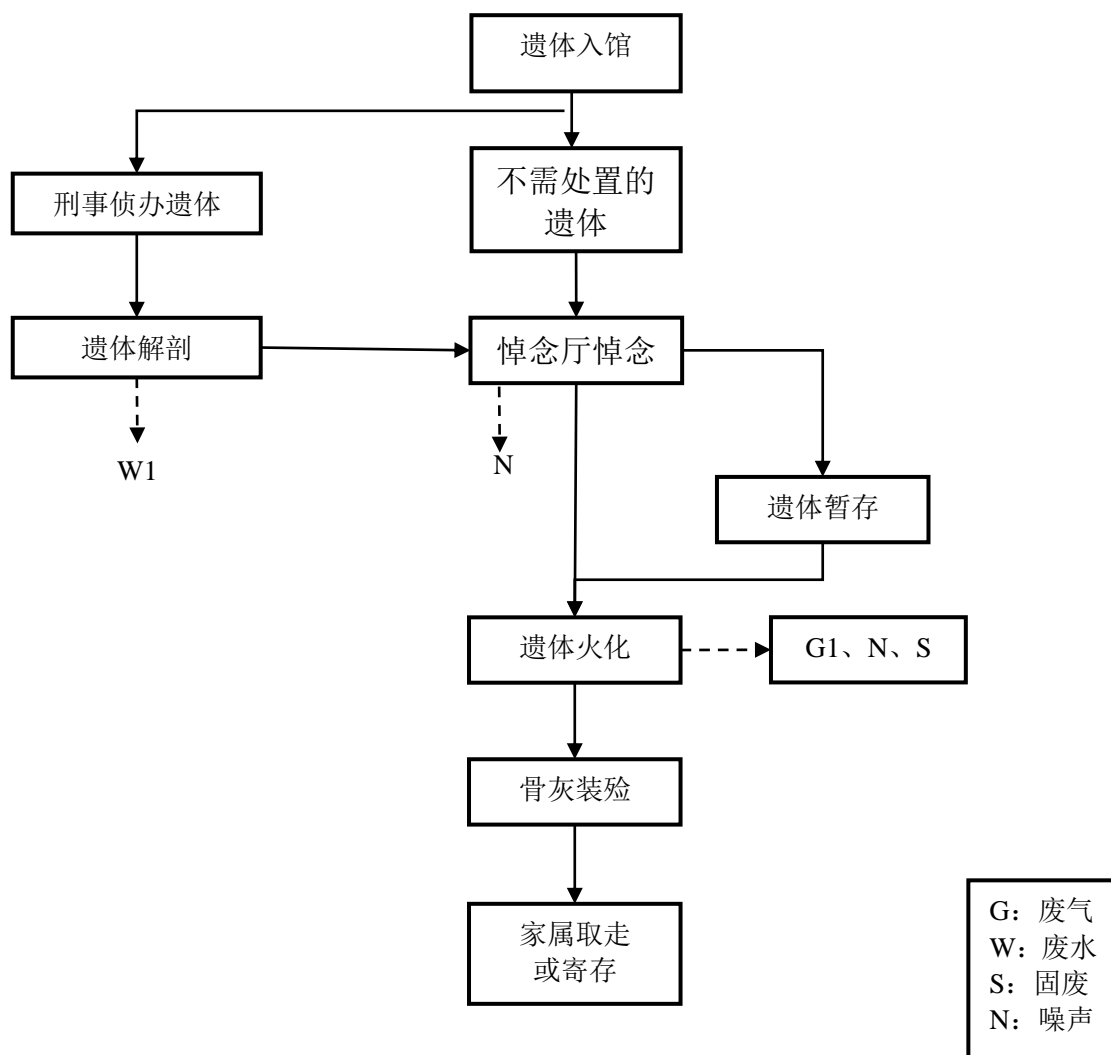 遗体入馆
不需处置的
遗体
刑事侦办遗体
遗体解剖
悼念厅悼念
W1
N
遗体暂存
遗体火化
G1、N、S
骨灰装殓
家属取走
或寄存
G：废气
W：废水
S：固废
N：噪声